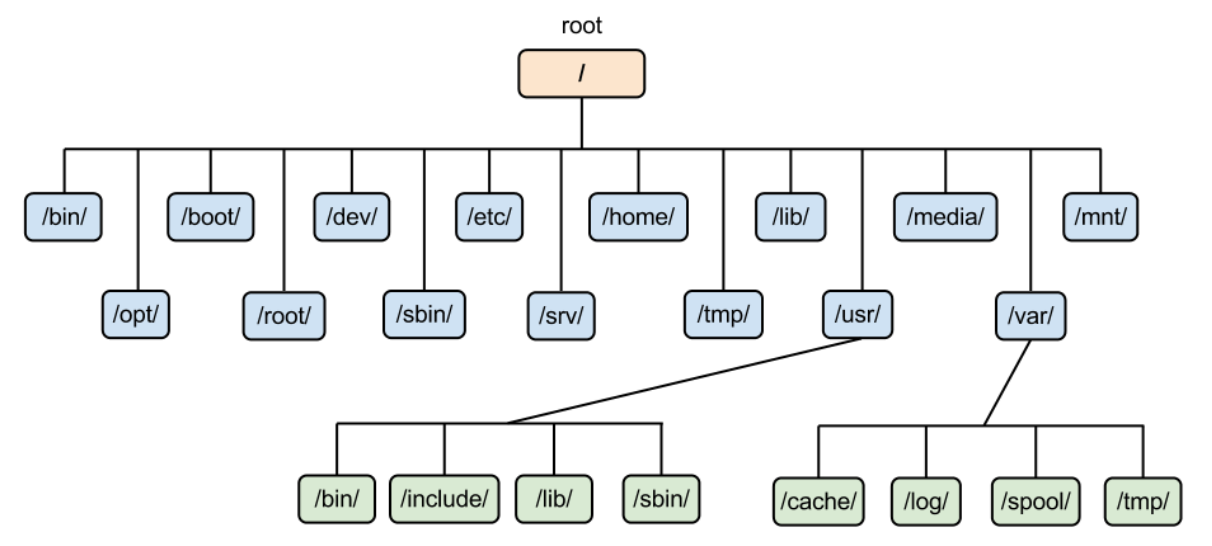 root
/
/bin/ /boot/ /dev/ /etc/ /home/ /lib/ /media/ /mnt/
/opt/ /root/ /sbin/ /srv/ /tmp/ /usr/ /var/
/bin/ /include/ /lib/ /sbin/ /cache/ /log/ /spool/ /tmp/